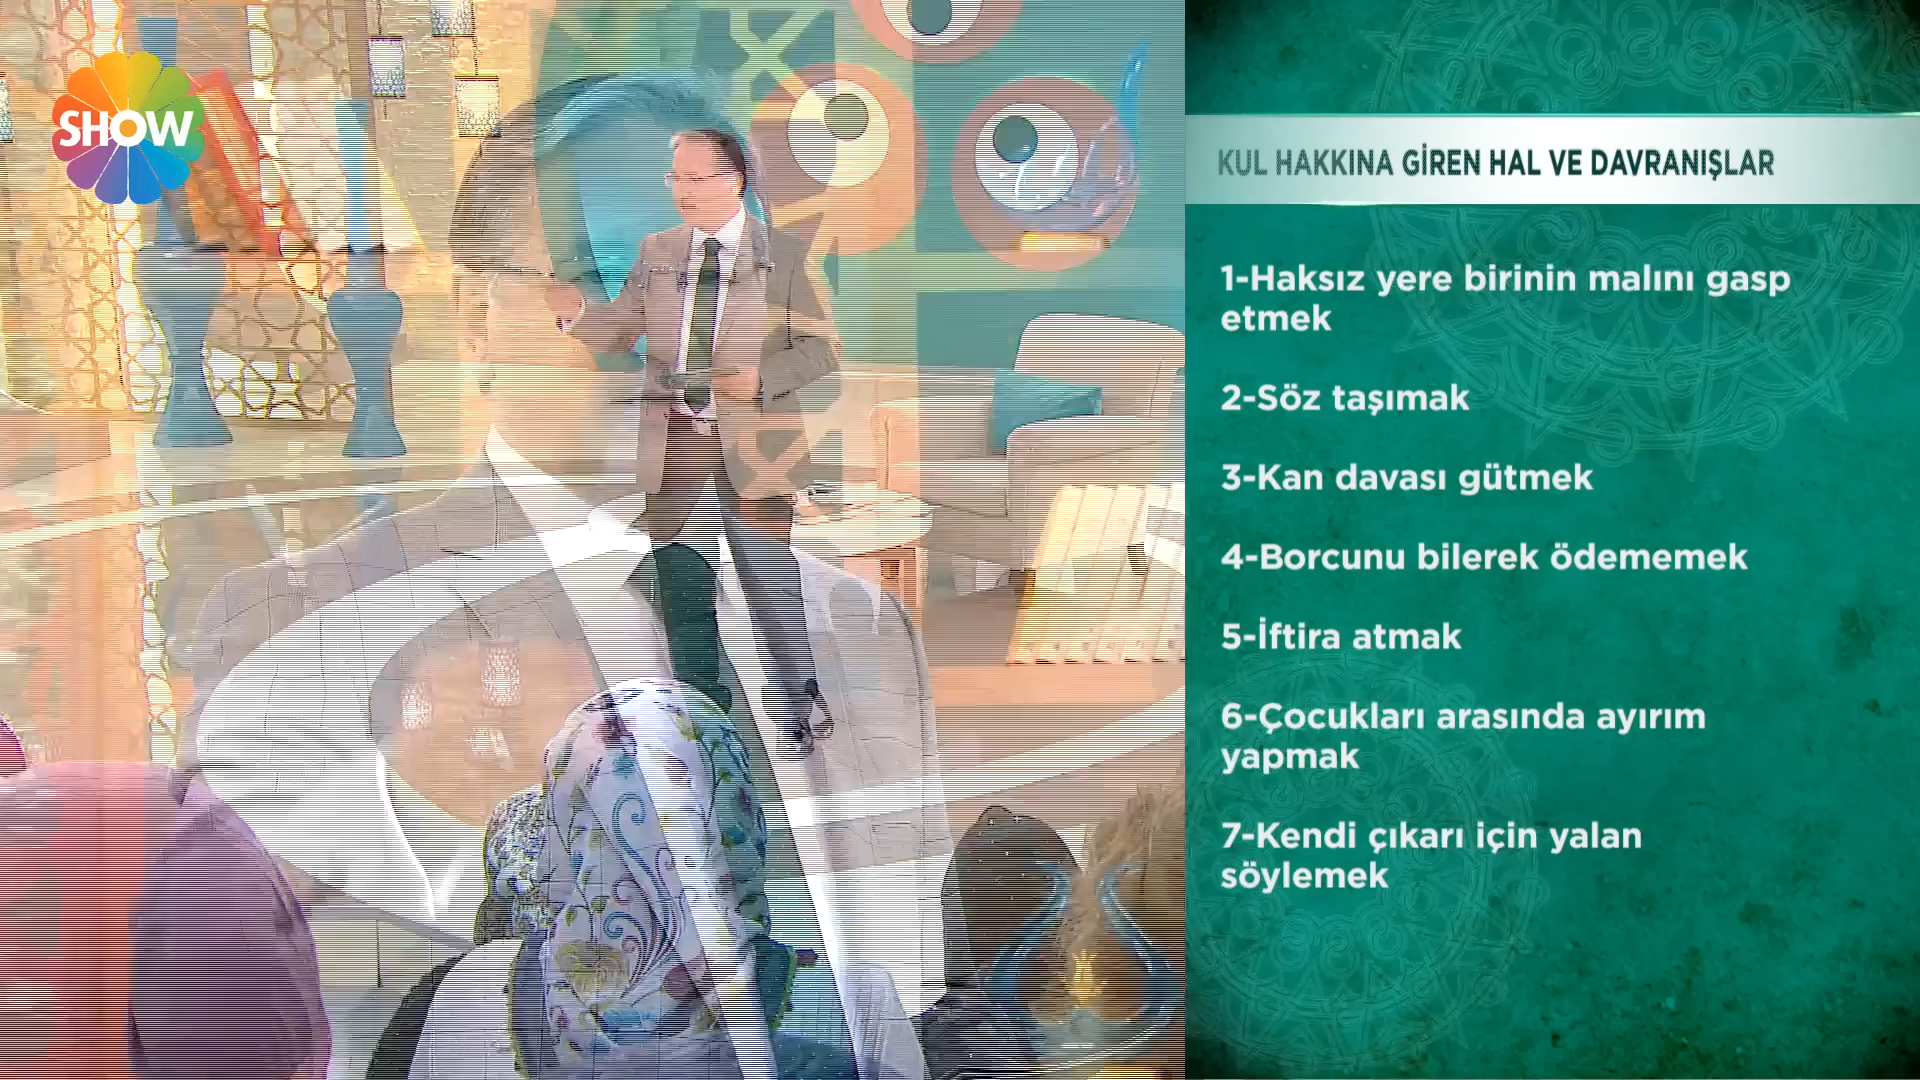 SHOW
KUL HAKKINA GİREN HAL VE DAVRANIŞLAR
1-Haksız yere birinin malını gasp
etmek
2-Söz taşımak
3-Kan davası gütmek
4-Borcunu bilerek ödememek
5-İftira atmak
6-Çocukları arasında ayırım
yapmak
7-Kendi çıkarı için yalan
söylemek